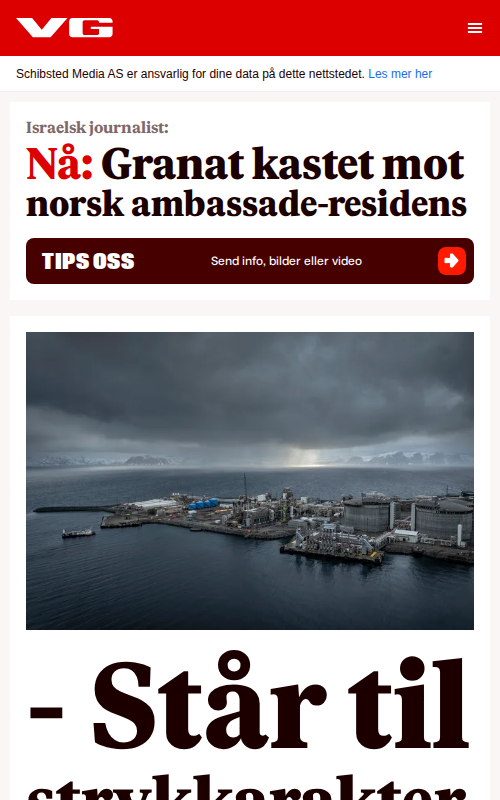 VG
Schibsted Media AS er ansvarlig for dine data på dette nettstedet. Les mer her
Israelsk journalist:
Nå: Granat kastet mot
norsk ambassade-residens
TIPS OSS
Send info, bilder eller video
- Står til
strykkarakter